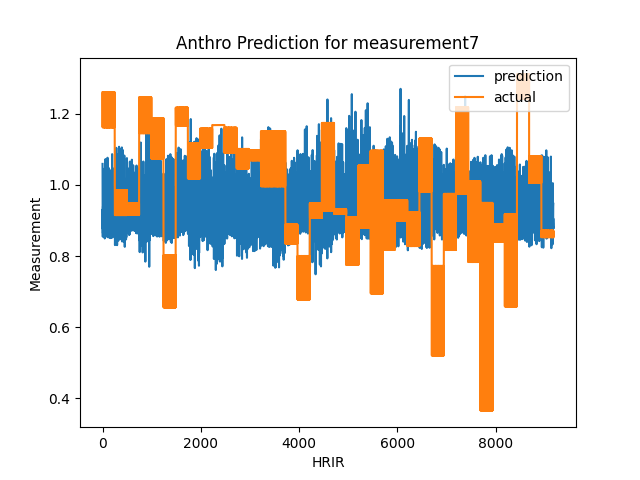 Anthro Prediction for measurement7
prediction
actual
1.2
1.0
0.8
0.6
0.4
Measurement
0
2000
4000
6000
8000
HRIR